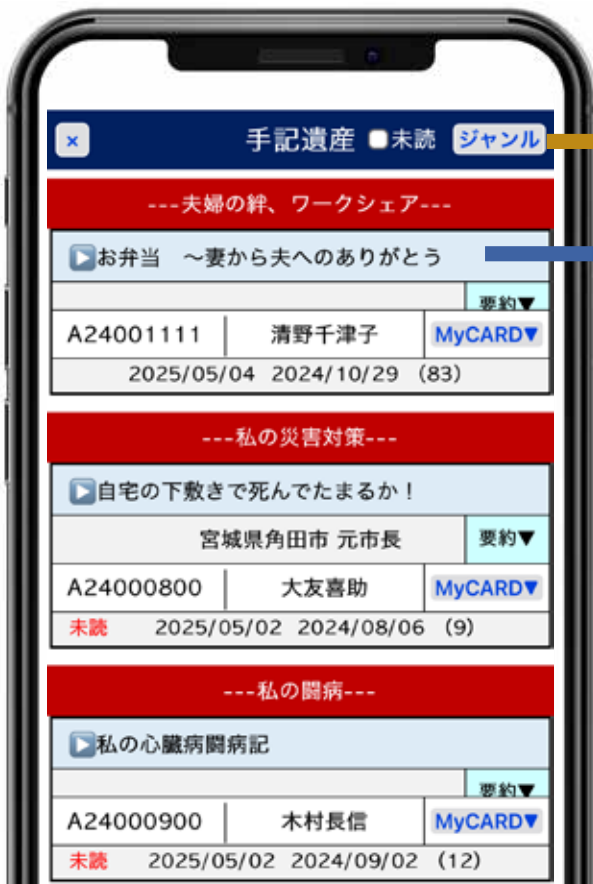 × 手記遺産 未読 ジャンル
---夫婦の絆、ワークシェア---
お弁当 ～妻から夫へのありがとう
要約▼
A24001111 清野千津子 MyCARD▼
2025/05/04 2024/10/29 （83）
---私の災害対策---
自宅の下敷きで死んでたまるか！
宮城県角田市 元市長 要約▼
A24000800 大友喜助 MyCARD▼
未読 2025/05/02 2024/08/06 （9）
---私の闘病---
私の心臓病闘病記
要約▼
A24000900 木村長信 MyCARD▼
未読 2025/05/02 2024/09/02 （12）